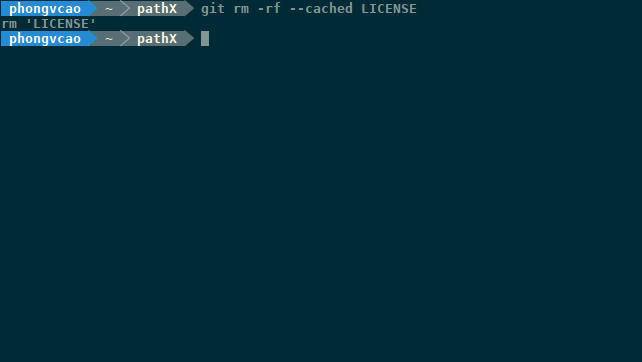 phongvcao ~ pathX git rm -rf --cached LICENSE
rm 'LICENSE'
phongvcao ~ pathX